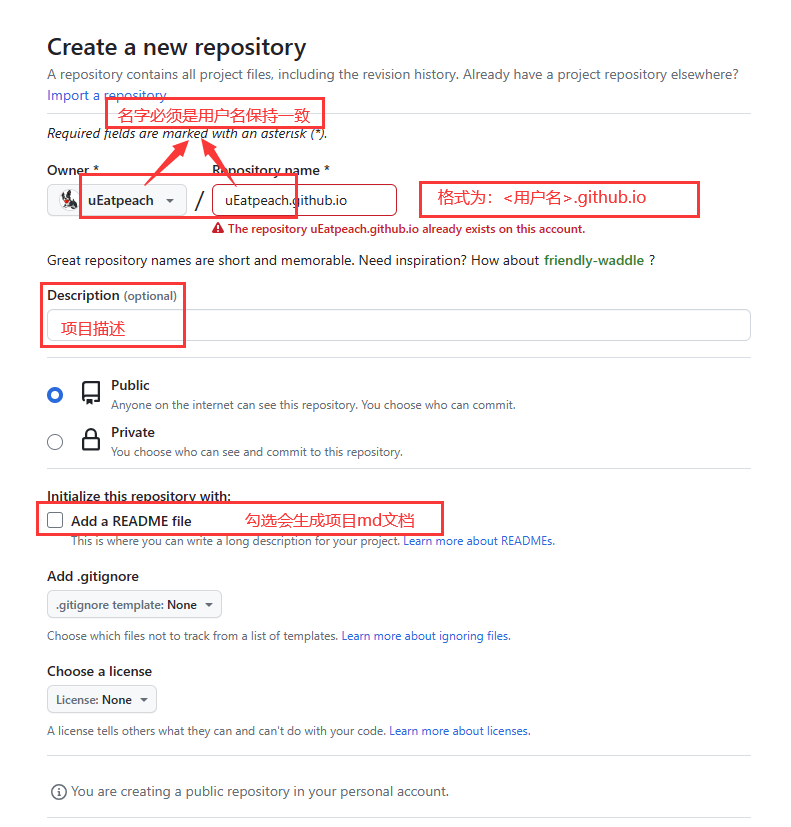 Create a new repository
A repository contains all project files, including the revision history. Already have a project repository elsewhere?
Import a repository.
名字必须是用户名保持一致
Required fields are marked with an asterisk (*).
Owner * Repository name *
uEatpeach / uEatpeach.github.io
格式为：<用户名>.github.io
The repository uEatpeach.github.io already exists on this account.
Great repository names are short and memorable. Need inspiration? How about friendly-waddle ?
Description (optional)
项目描述
Public
Anyone on the internet can see this repository. You choose who can commit.
Private
You choose who can see and commit to this repository.
Initialize this repository with:
Add a README file 勾选会生成项目md文档
This is where you can write a long description for your project. Learn more about READMEs.
Add .gitignore
.gitignore template: None
Choose which files not to track from a list of templates. Learn more about ignoring files.
Choose a license
License: None
A license tells others what they can and can't do with your code. Learn more about licenses.
You are creating a public repository in your personal account.